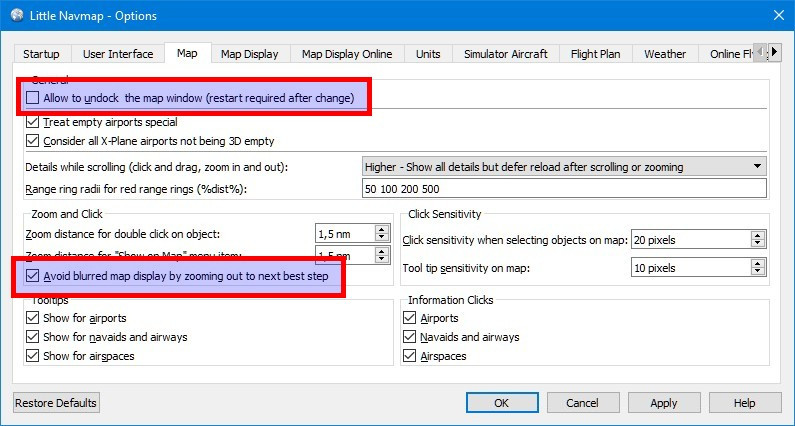 Little Navmap - Options
Startup User Interface Map Map Display Map Display Online Units Simulator Aircraft Flight Plan Weather Online
General
Allow to undock the map window (restart required after change)
Treat empty airports special
Consider all X-Plane airports not being 3D empty
Details while scrolling (click and drag, zoom in and out): Higher - Show all details but defer reload after scrolling or zooming
Range ring radii for red range rings (%dist%): 50 100 200 500
Zoom and Click
Zoom distance for double click on object: 1,5 nm
Zoom distance for "Show on Map" menu item: 1,5 nm
Avoid blurred map display by zooming out to next best step
Click Sensitivity
Click sensitivity when selecting objects on map: 20 pixels
Tool tip sensitivity on map: 10 pixels
Tooltips
Show for airports
Show for navaids and airways
Show for airspaces
Information Clicks
Airports
Navaids and airways
Airspaces
Restore Defaults OK Cancel Apply Help